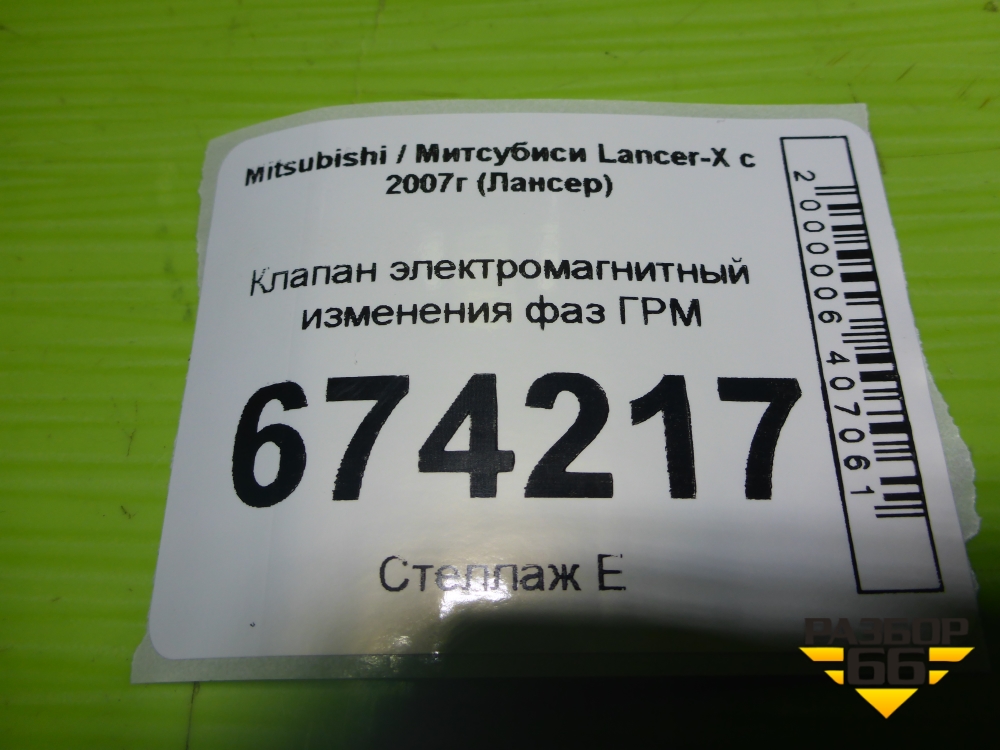 Mitsubishi / Митсубиси Lancer-X с
2007г (Лансер)
Клапан электромагнитный
изменения фаз ГРМ
674217
Стеллаж Е
2000006407061
РАЗБОР
66